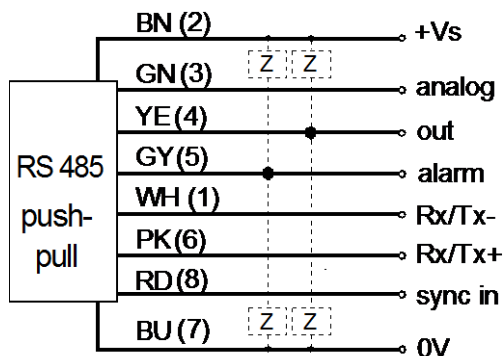 BN (2) +Vs
Z Z
GN (3) analog
YE (4) out
GY (5) alarm
RS 485
push-
pull
WH (1) Rx/Tx-
PK (6) Rx/Tx+
RD (8) sync in
Z Z
BU (7) 0V